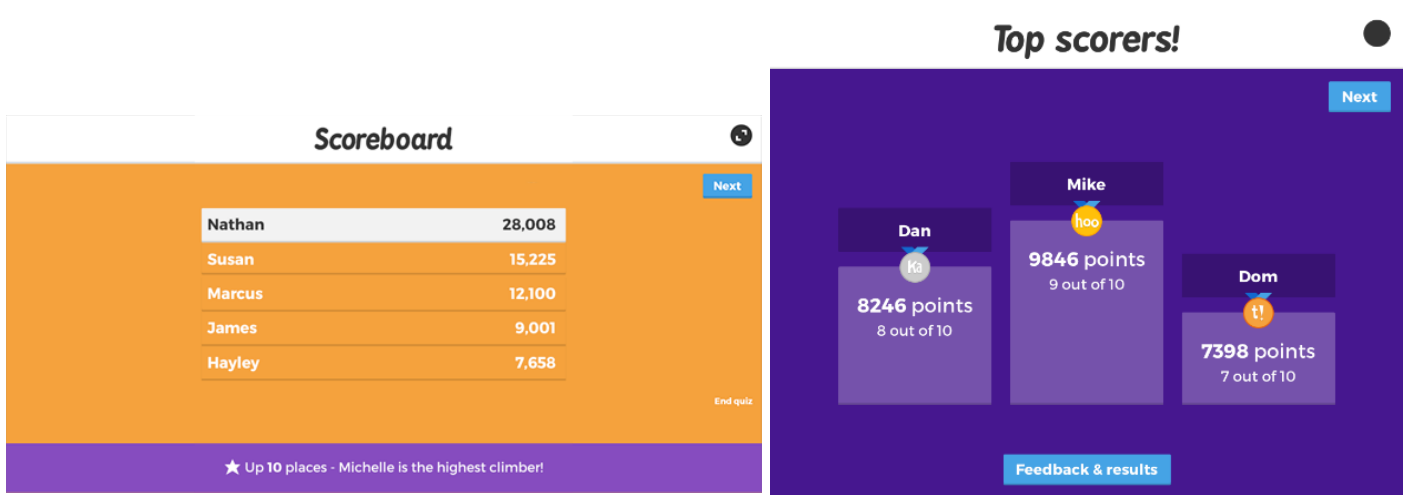 Scoreboard
Next
Nathan 28,008
Susan 15,225
Marcus 12,100
James 9,001
Hayley 7,658
End quiz
Up 10 places - Michelle is the highest climber!
Top scorers!
Next
Mike
hoo
9846 points
9 out of 10
Dan
Ka
8246 points
8 out of 10
Dom
t!
7398 points
7 out of 10
Feedback & results